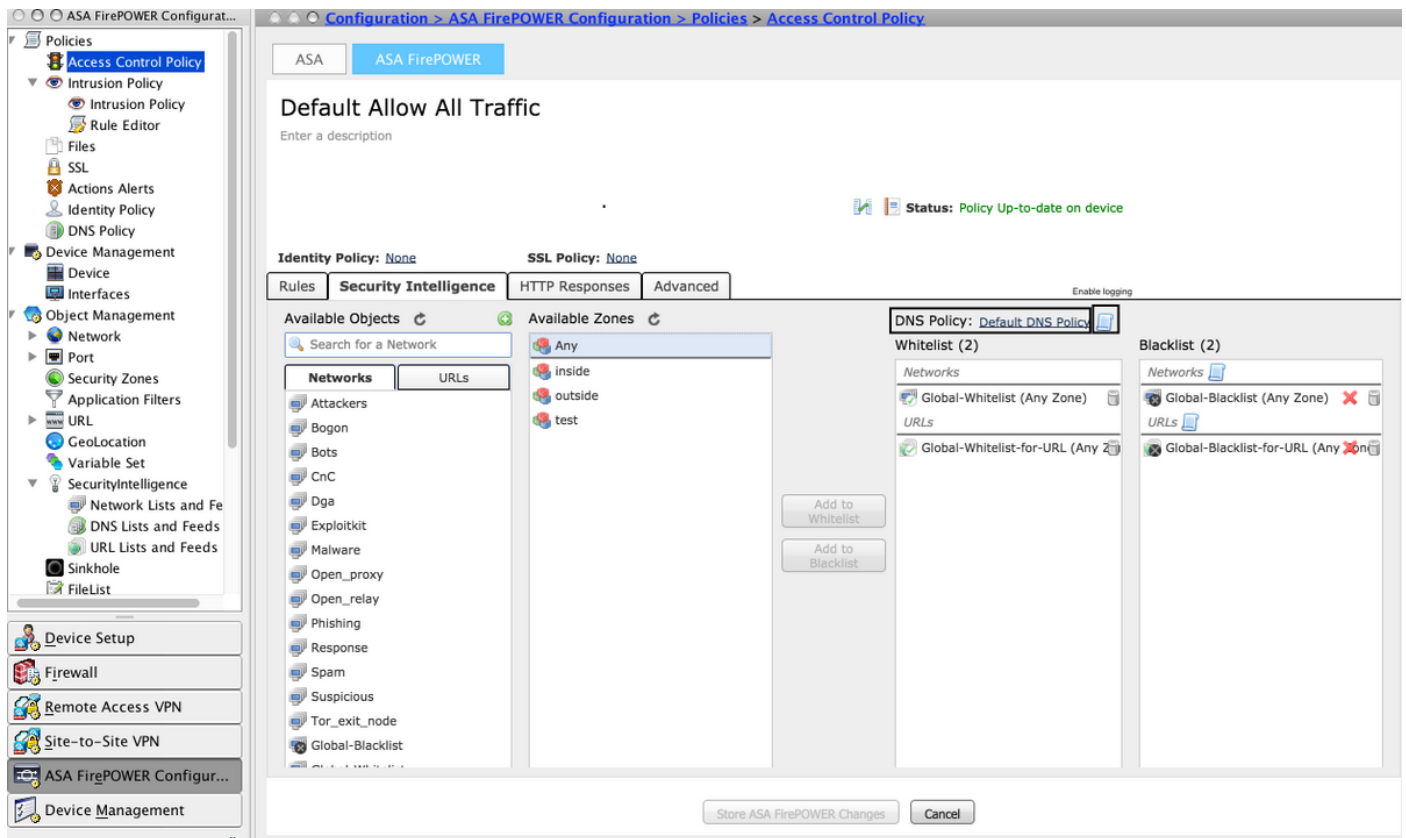 ASA FirePOWER Configurat...
Policies
Access Control Policy
Intrusion Policy
Intrusion Policy
Rule Editor
Files
SSL
Actions Alerts
Identity Policy
DNS Policy
Device Management
Device
Interfaces
Object Management
Network
Port
Security Zones
Application Filters
URL
GeoLocation
Variable Set
SecurityIntelligence
Network Lists and Fe
DNS Lists and Feeds
URL Lists and Feeds
Sinkhole
FileList
Device Setup
Firewall
Remote Access VPN
Site-to-Site VPN
ASA FirePOWER Configur...
Device Management
Configuration > ASA FirePOWER Configuration > Policies > Access Control Policy
ASA
ASA FirePOWER
Default Allow All Traffic
Enter a description
Status: Policy Up-to-date on device
Identity Policy: None
SSL Policy: None
Rules
Security Intelligence
HTTP Responses
Advanced
Enable logging
Available Objects
Search for a Network
Networks
URLs
Attackers
Bogon
Bots
CnC
Dga
Exploitkit
Malware
Open_proxy
Open_relay
Phishing
Response
Spam
Suspicious
Tor_exit_node
Global-Blacklist
Available Zones
Any
inside
outside
test
Add to
Whitelist
Add to
Blacklist
DNS Policy: Default DNS Policy
Whitelist (2)
Networks
Global-Whitelist (Any Zone)
URLs
Global-Whitelist-for-URL (Any Z
Blacklist (2)
Networks
Global-Blacklist (Any Zone)
URLs
Global-Blacklist-for-URL (Any Zone
Store ASA FirePOWER Changes
Cancel